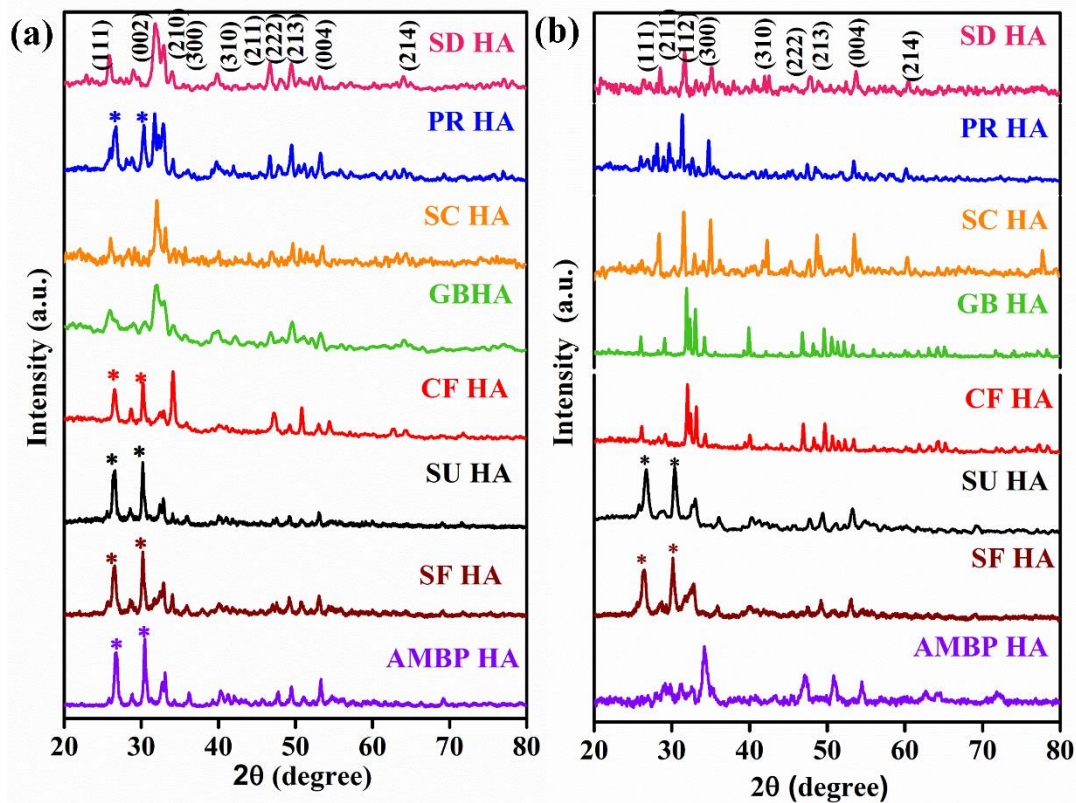 (a)
(111)
(002)
(210)
(300)
(310)
(211)
(222)
(213)
(004)
(214)
SD HA
* *
PR HA
SC HA
GBHA
* *
CF HA
* *
SU HA
* *
SF HA
* *
AMBP HA
Intensity (a.u.)
20 30 40 50 60 70 80
2θ (degree)
(b)
(111)
(211)
(112)
(300)
(310)
(222)
(213)
(004)
(214)
SD HA
PR HA
SC HA
GB HA
CF HA
* *
SU HA
* *
SF HA
AMBP HA
Intensity (a.u.)
20 30 40 50 60 70 80
2θ (degree)